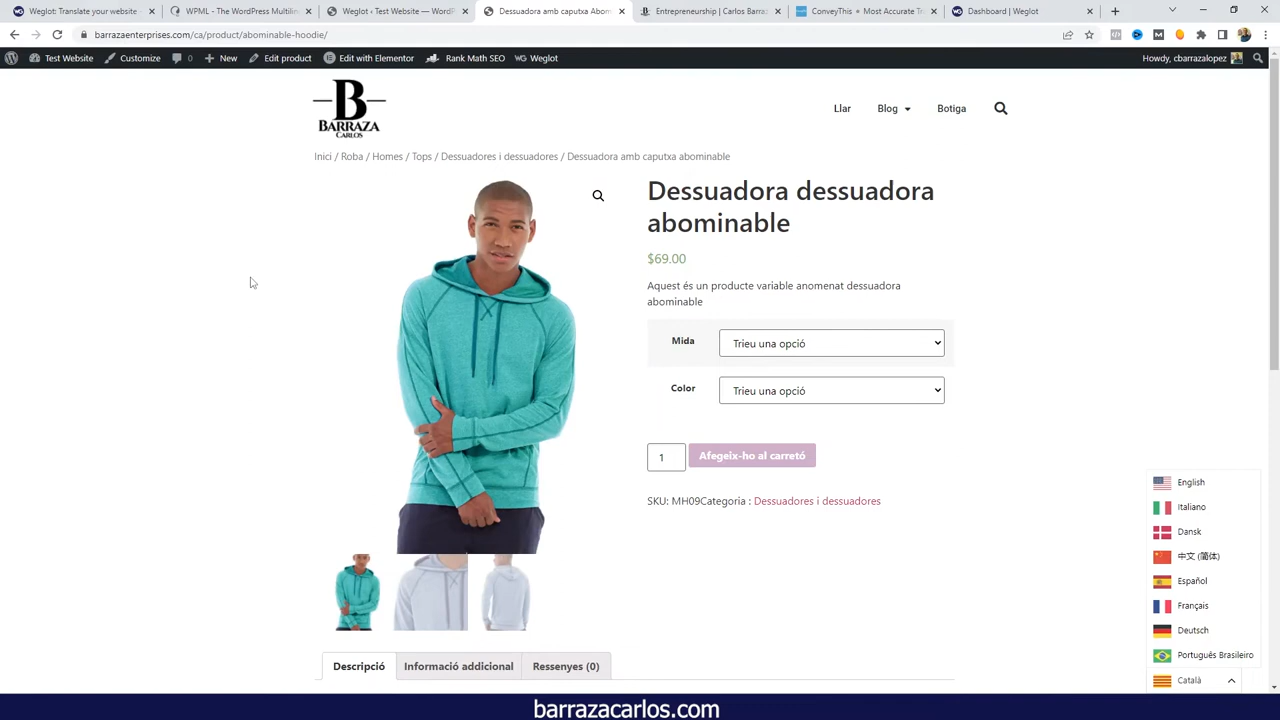 Weglot: Translate your website -
WPML - The WordPress Multiling
Weglot ‹ Test Website — WordPre
Dessuadora amb caputxa Abom
Entrepreneurship | Carlos Barraz
ConveyThis • Most Accurate Tr
Dashboard | Weglot
barrazaenterprises.com/ca/product/abominable-hoodie/
Test Website
Customize
0
New
Edit product
Edit with Elementor
Rank Math SEO
Weglot
Howdy, cbarrazalopez
B
BARRAZA
CARLOS
Llar
Blog
Botiga
Inici / Roba / Homes / Tops / Dessuadores i dessuadores / Dessuadora amb caputxa abominable
Dessuadora dessuadora
abominable
$69.00
Aquest és un producte variable anomenat dessuadora
abominable
Mida
Trieu una opció
Color
Trieu una opció
1
Afegeix-ho al carretó
SKU: MH09Categoria : Dessuadores i dessuadores
English
Italiano
Dansk
中文 (简体)
Español
Français
Deutsch
Português Brasileiro
Català
Descripció
Informació addicional
Ressenyes (0)
barrazacarlos.com